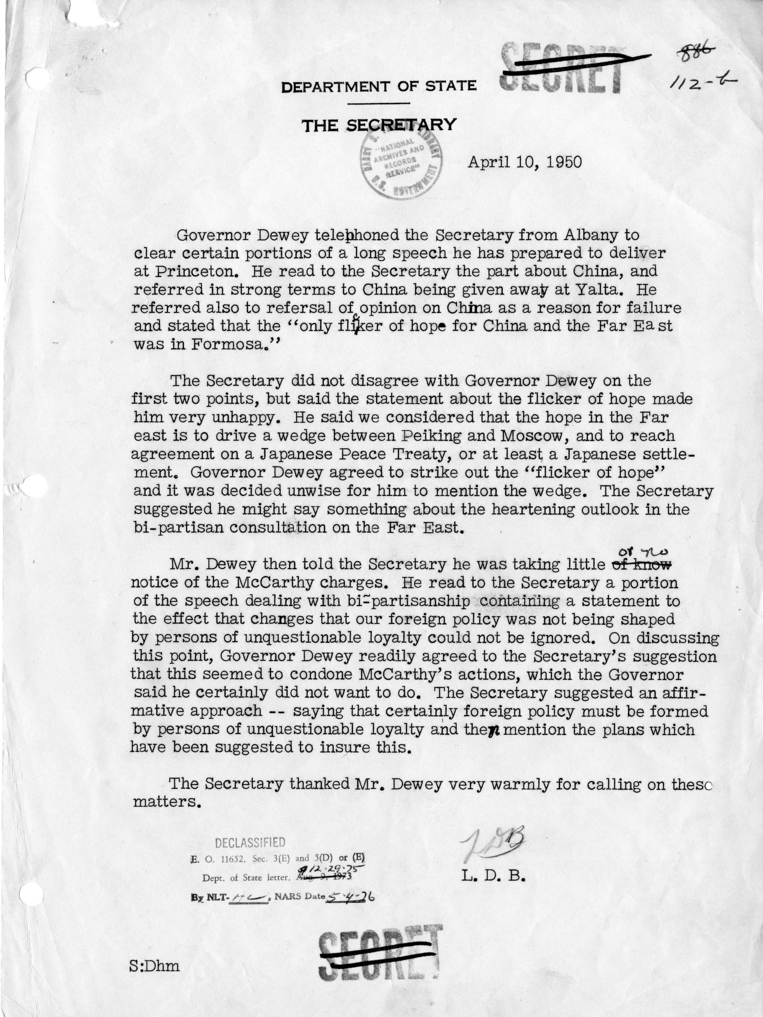 SECRET
886
112-b
DEPARTMENT OF STATE
THE SECRETARY
"NATIONAL
ARCHIVES AND
RECORDS
SERVICE"
U.S. GOVERNMENT
April 10, 1950
Governor Dewey telephoned the Secretary from Albany to
clear certain portions of a long speech he has prepared to deliver
at Princeton. He read to the Secretary the part about China, and
referred in strong terms to China being given away at Yalta. He
referred also to refersal of opinion on China as a reason for failure
and stated that the "only flicker of hope for China and the Far East
was in Formosa."
The Secretary did not disagree with Governor Dewey on the
first two points, but said the statement about the flicker of hope made
him very unhappy. He said we considered that the hope in the Far
east is to drive a wedge between Peiking and Moscow, and to reach
agreement on a Japanese Peace Treaty, or at least a Japanese settle-
ment. Governor Dewey agreed to strike out the "flicker of hope"
and it was decided unwise for him to mention the wedge. The Secretary
suggested he might say something about the heartening outlook in the
bi-partisan consultation on the Far East.
or no
Mr. Dewey then told the Secretary he was taking little of know
notice of the McCarthy charges. He read to the Secretary a portion
of the speech dealing with bi-partisanship containing a statement to
the effect that changes that our foreign policy was not being shaped
by persons of unquestionable loyalty could not be ignored. On discussing
this point, Governor Dewey readily agreed to the Secretary's suggestion
that this seemed to condone McCarthy's actions, which the Governor
said he certainly did not want to do. The Secretary suggested an affir-
mative approach -- saying that certainly foreign policy must be formed
by persons of unquestionable loyalty and then mention the plans which
have been suggested to insure this.
The Secretary thanked Mr. Dewey very warmly for calling on these
matters.
DECLASSIFIED
E. O. 11652, Sec. 3(E) and 5(D) or (E)
12-29-75
Dept. of State letter, Aug. 9, 1973
By NLT- HC, NARS Date 5-4-76
LDB
L. D. B.
SECRET
S:Dhm